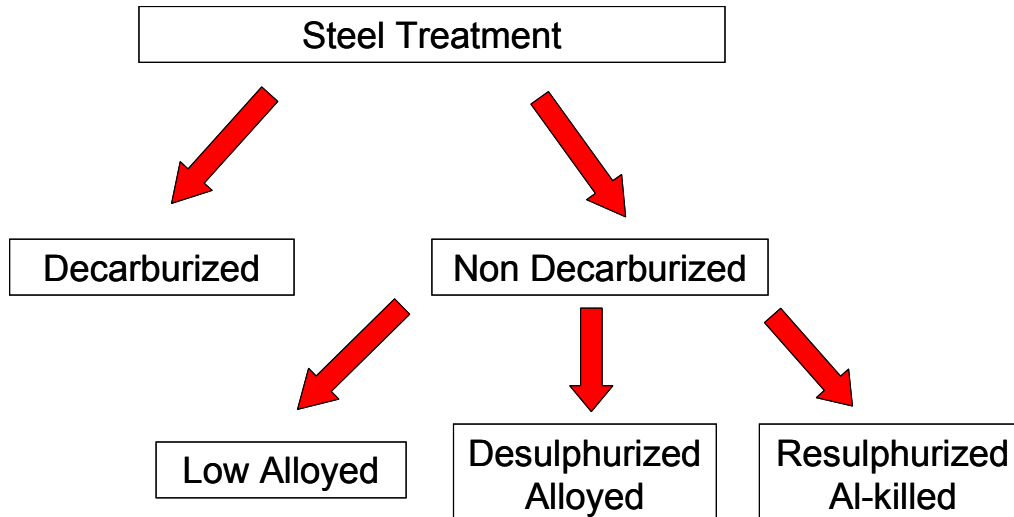 Steel Treatment
Decarburized
Non Decarburized
Low Alloyed
Desulphurized
Alloyed
Resulphurized
Al-killed